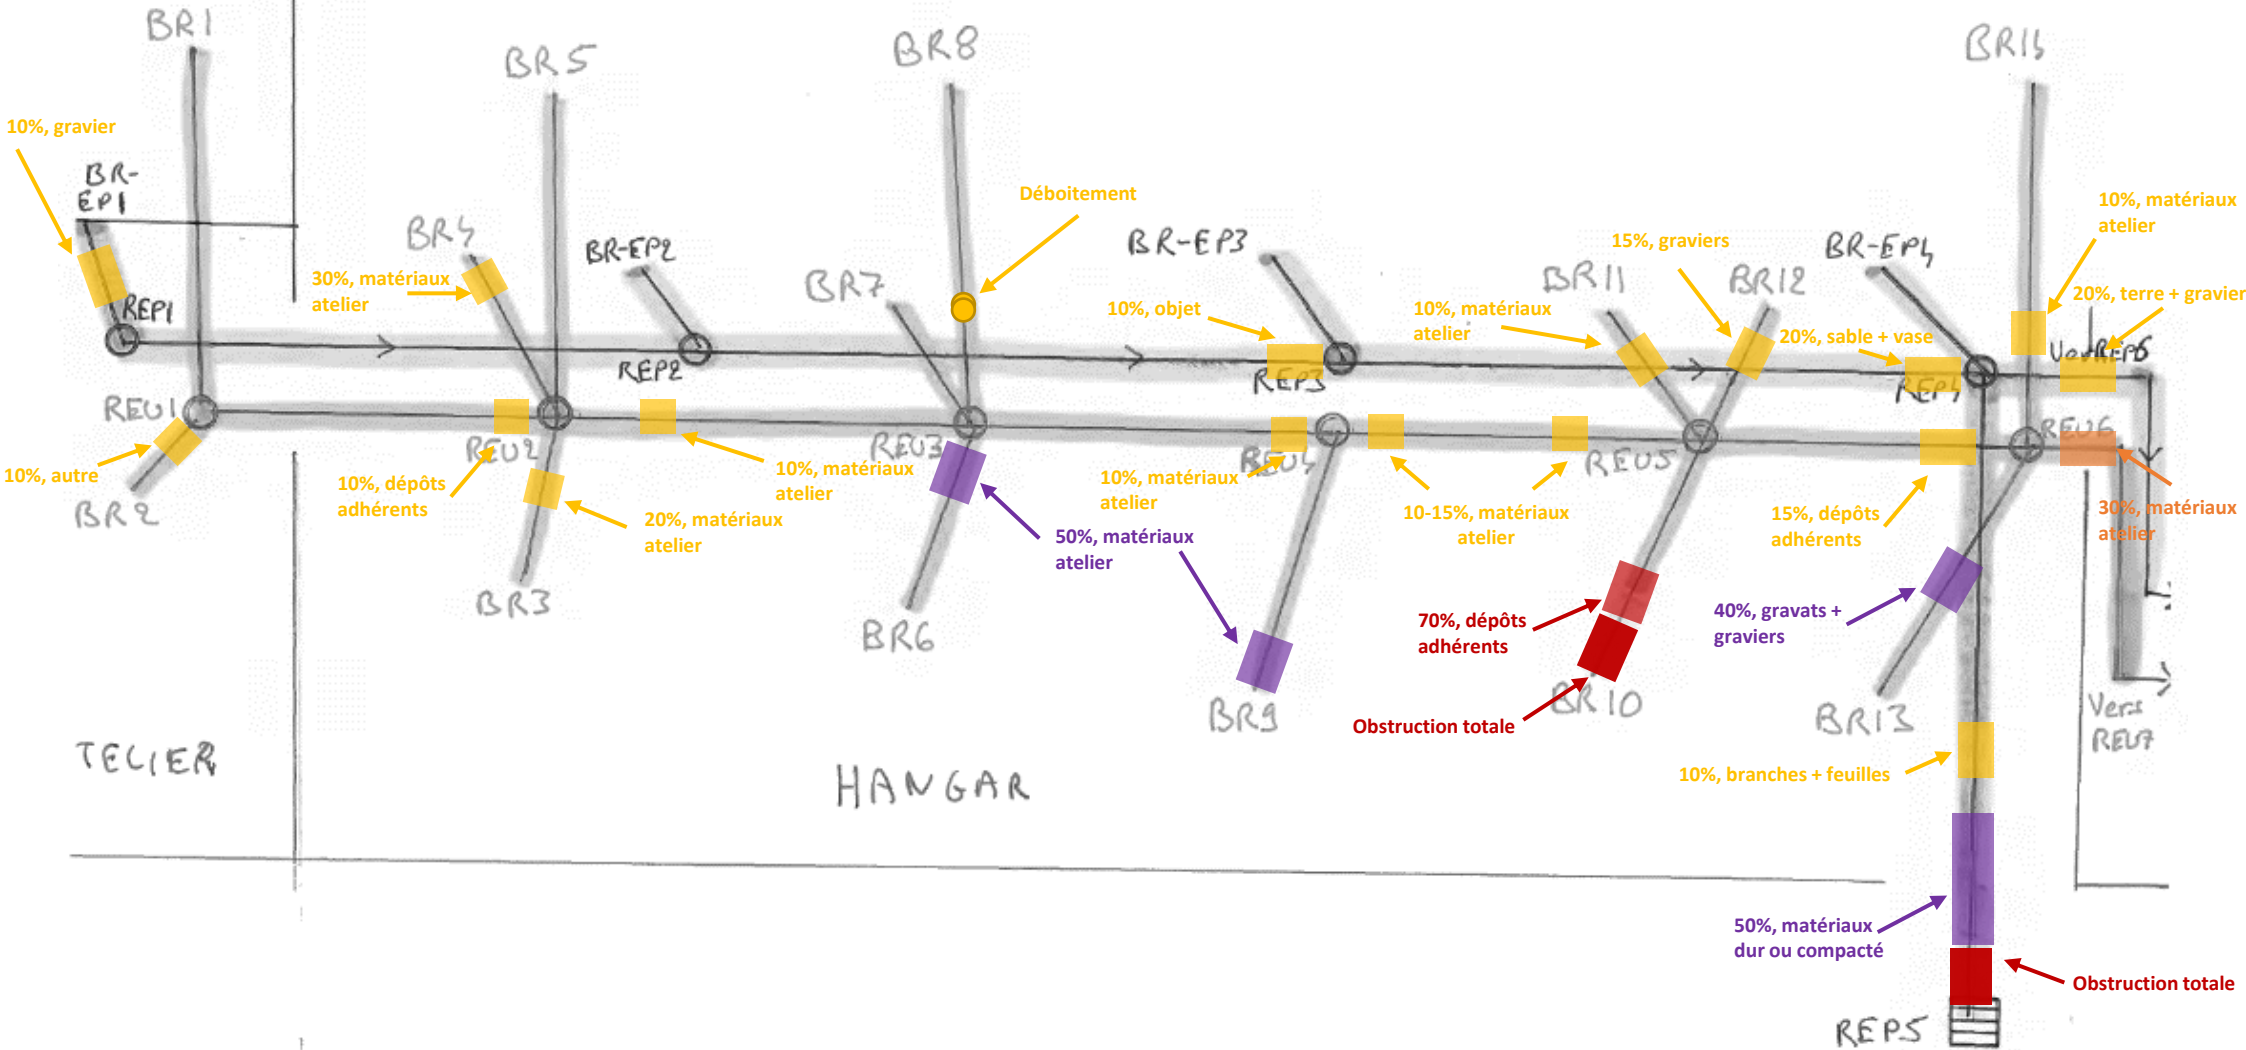 BR1
BR5
BR8
BR14
10%, gravier
BR-
EP1
Déboitement
10%, matériaux
atelier
BR4
BR-EP2
BR-EP3
15%, graviers
BR-EP4
30%, matériaux
atelier
BR7
BR11
BR12
20%, terre + gravier
REP1
10%, objet
10%, matériaux
atelier
20%, sable + vase
Vers REP6
REP2
REP3
REP4
REU1
REU2
REU3
REU4
REU5
REU6
10%, autre
BR2
10%, dépôts
adhérents
10%, matériaux
atelier
20%, matériaux
atelier
10%, matériaux
atelier
10-15%, matériaux
atelier
15%, dépôts
adhérents
30%, matériaux
atelier
50%, matériaux
atelier
BR3
BR6
70%, dépôts
adhérents
40%, gravats +
graviers
BR9
BR10
BR13
Obstruction totale
Vers
REU7
TELIER
HANGAR
10%, branches + feuilles
50%, matériaux
dur ou compacté
Obstruction totale
REP5